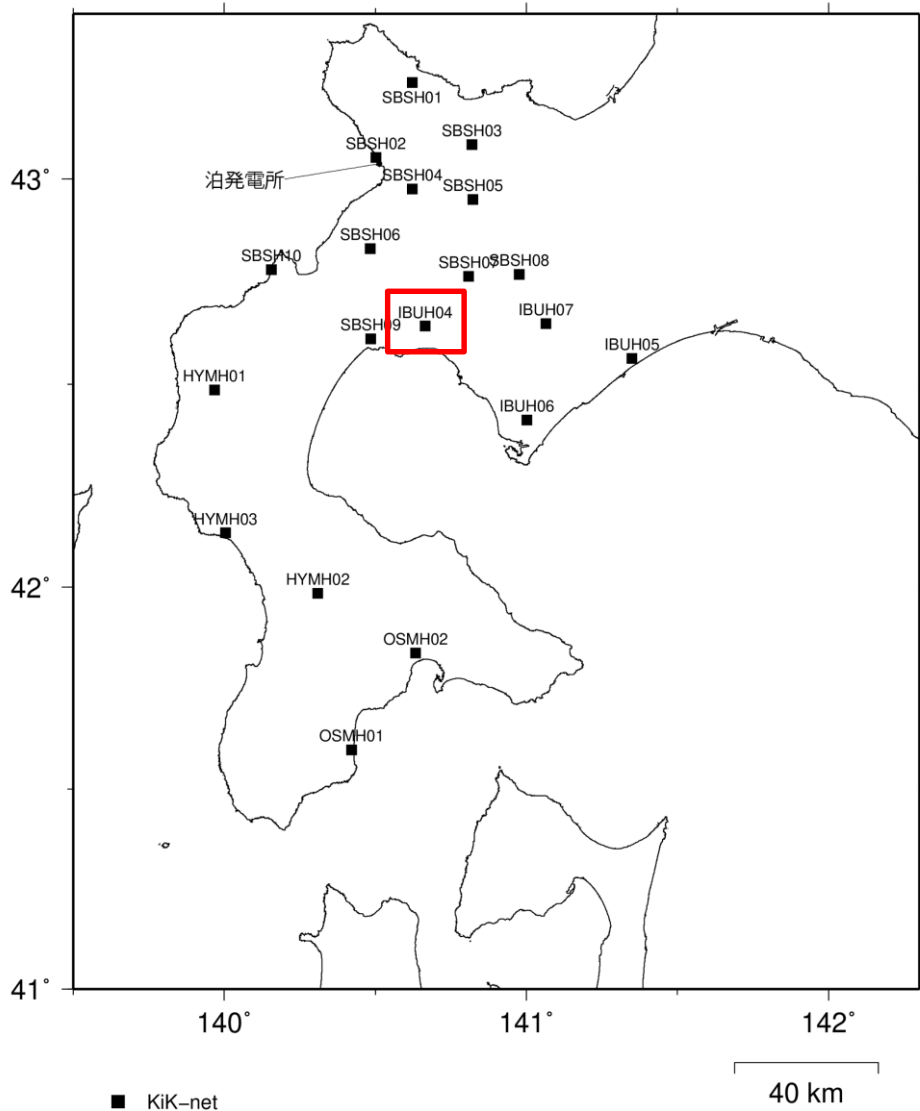 SBSH01
SBSH03
SBSH02
43°
泊発電所
SBSH04
SBSH05
SBSH06
SBSH10
SBSH07
SBSH08
IBUH04
IBUH07
SBSH09
IBUH05
HYMH01
IBUH06
HYMH03
42°
HYMH02
OSMH02
OSMH01
41°
140°
141°
142°
40 km
KiK-net